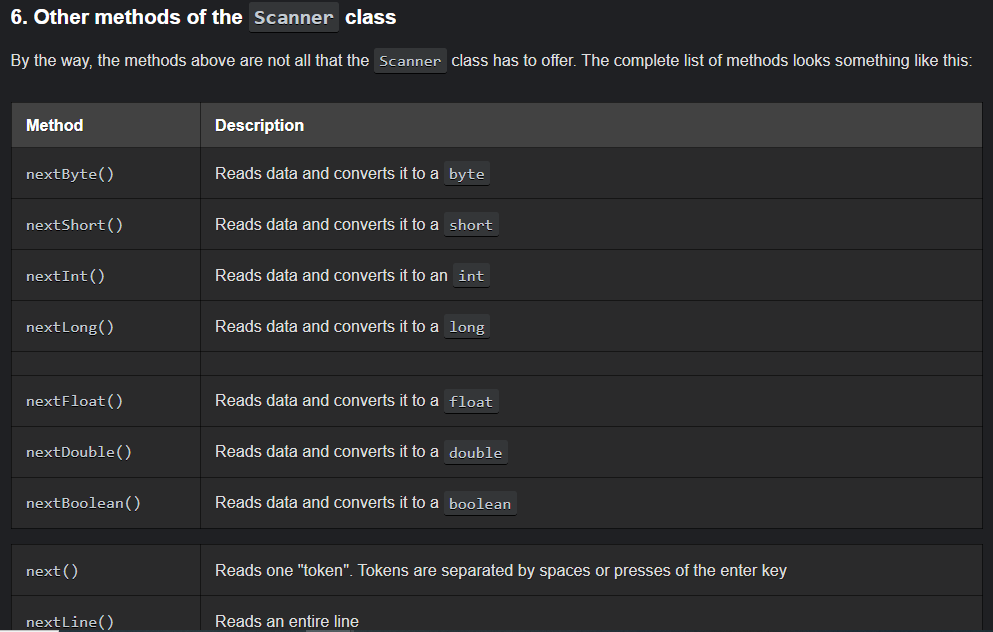 6. Other methods of the Scanner class
By the way, the methods above are not all that the Scanner class has to offer. The complete list of methods looks something like this:
Method Description
nextByte() Reads data and converts it to a byte
nextShort() Reads data and converts it to a short
nextInt() Reads data and converts it to an int
nextLong() Reads data and converts it to a long
nextFloat() Reads data and converts it to a float
nextDouble() Reads data and converts it to a double
nextBoolean() Reads data and converts it to a boolean
next() Reads one "token". Tokens are separated by spaces or presses of the enter key
nextLine() Reads an entire line